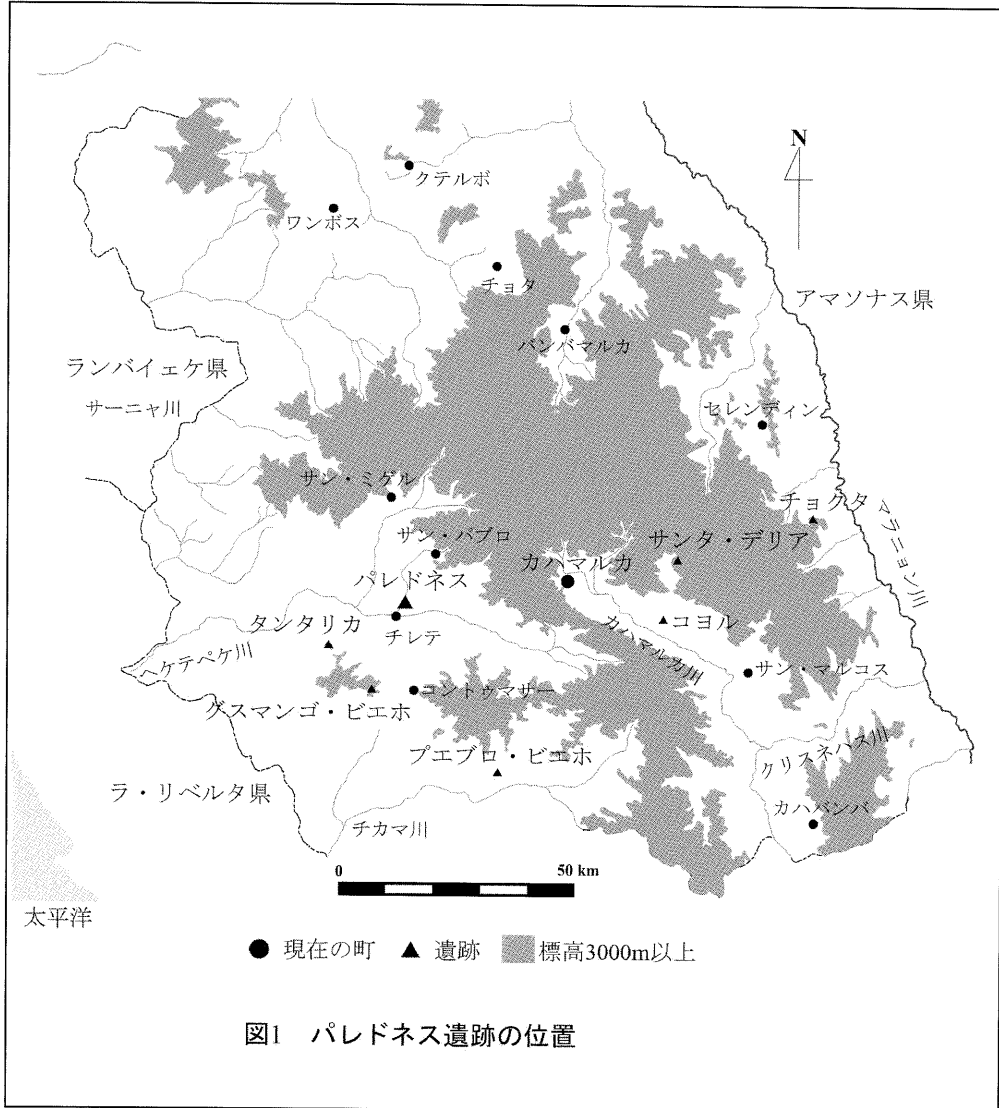 クテルボ
N
ワンボス
チョタ
アマソナス県
バンバマルカ
ランバイェケ県
サーニャ川
セレンディン
サン・ミゲル
チョクタ
マラニョン川
サン・パブロ
サンタ・デリア
カハマルカ
パレドネス
タンタリカ
チレテ
コヨル
カハマルカ川
ヘケテペケ川
サン・マルコス
コントゥマサー
グスマンゴ・ビエホ
プエブロ・ビエホ
クリスネハス川
ラ・リベルタ県
カハバンバ
チカマ川
0 50 km
太平洋
● 現在の町 ▲ 遺跡 標高3000m以上
図1 パレドネス遺跡の位置